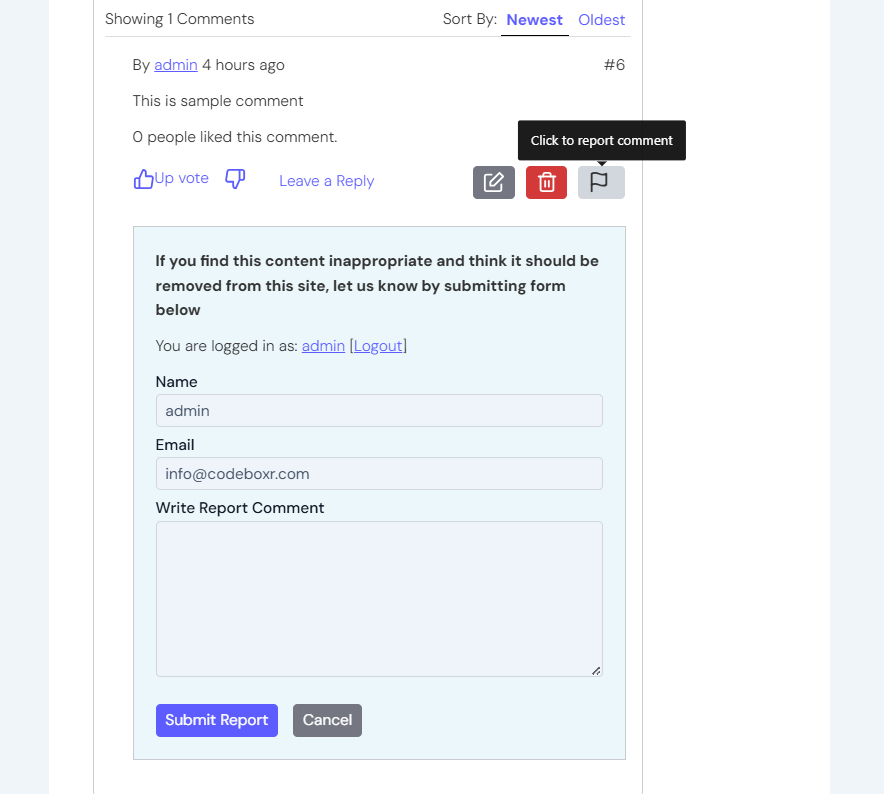 Showing 1 Comments
Sort By: Newest Oldest
By admin 4 hours ago
#6
This is sample comment
0 people liked this comment.
Click to report comment
Up vote
Leave a Reply
If you find this content inappropriate and think it should be
removed from this site, let us know by submitting form
below
You are logged in as: admin [Logout]
Name
admin
Email
info@codeboxr.com
Write Report Comment
Submit Report
Cancel